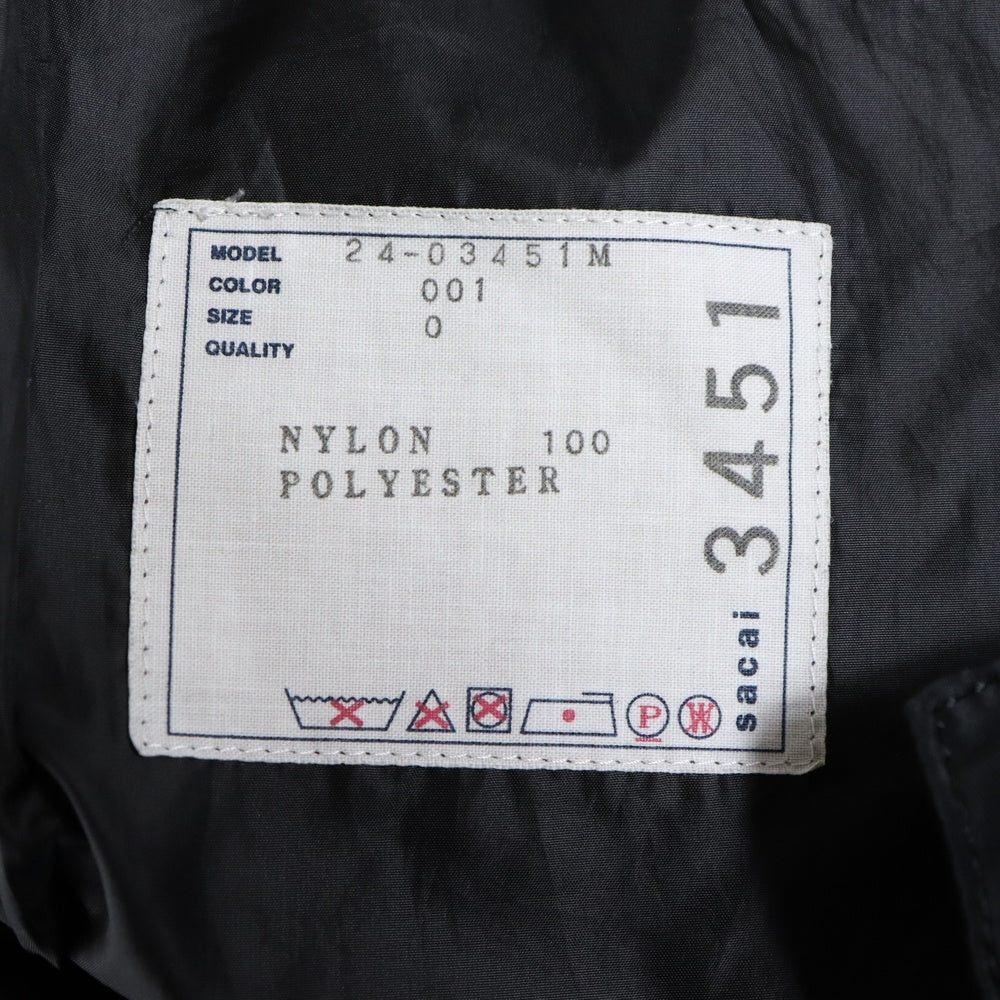 MODEL 24-03451M
COLOR 001
SIZE 0
QUALITY
NYLON 100
POLYESTER
P W
sacai 3451